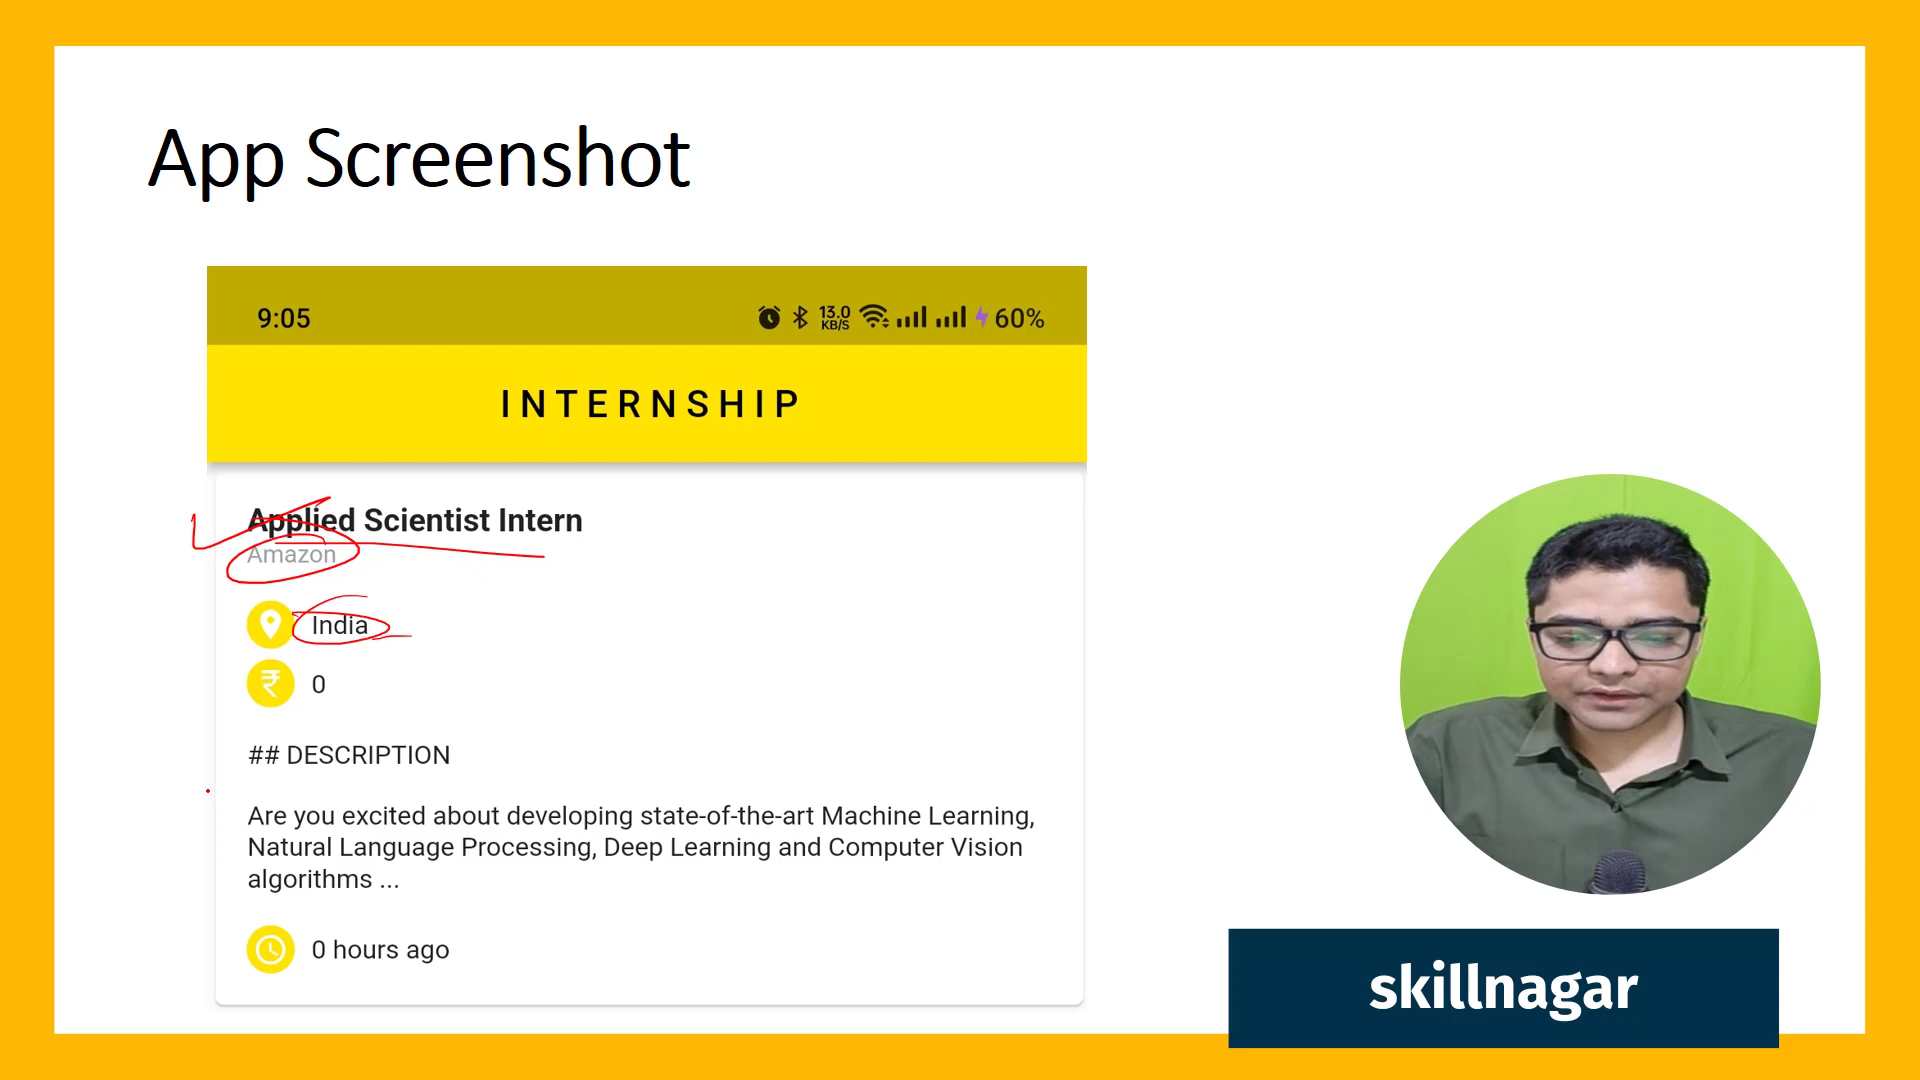 App Screenshot
9:05 13.0 KB/S 60%
INTERNSHIP
Applied Scientist Intern
Amazon
India
₹ 0
## DESCRIPTION
Are you excited about developing state-of-the-art Machine Learning,
Natural Language Processing, Deep Learning and Computer Vision
algorithms ...
0 hours ago
skillnagar